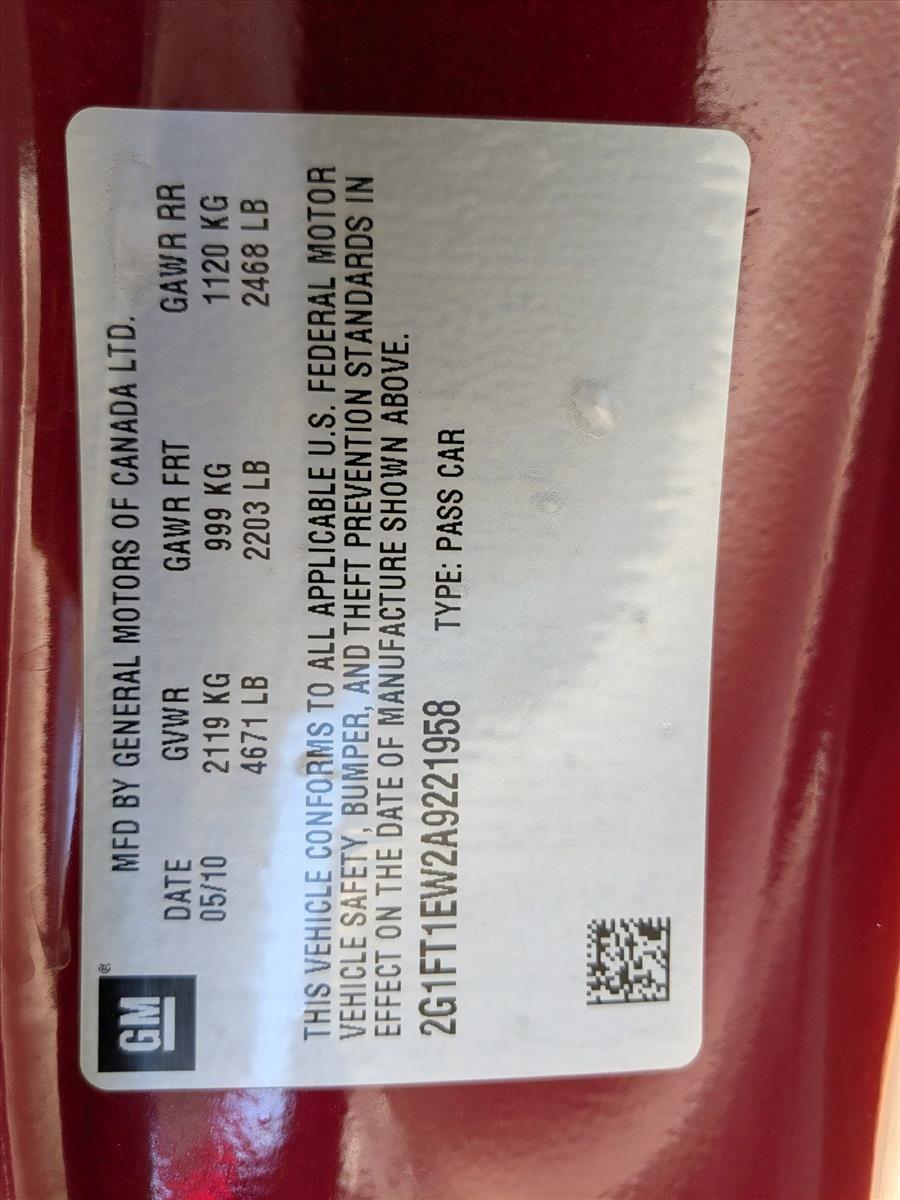 GM®
MFD BY GENERAL MOTORS OF CANADA LTD.
DATE GVWR GAWR FRT GAWR RR
05/10 2119 KG 999 KG 1120 KG
4671 LB 2203 LB 2468 LB
THIS VEHICLE CONFORMS TO ALL APPLICABLE U.S. FEDERAL MOTOR
VEHICLE SAFETY, BUMPER, AND THEFT PREVENTION STANDARDS IN
EFFECT ON THE DATE OF MANUFACTURE SHOWN ABOVE.
2G1FT1EW2A9221958 TYPE: PASS CAR